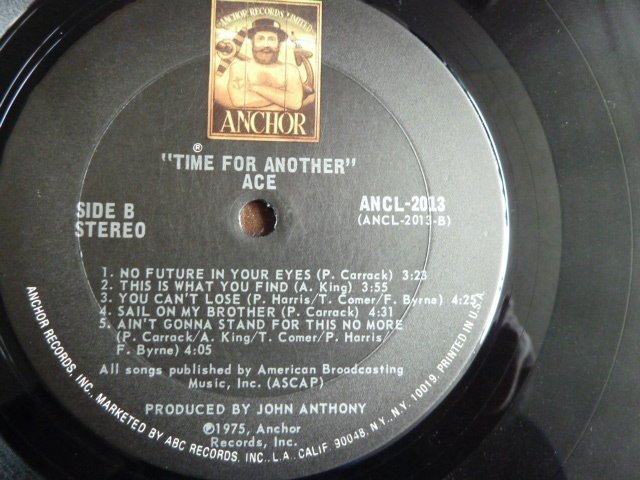 ANCHOR RECORDS LIMITED
ANCHOR
®
"TIME FOR ANOTHER"
ACE
SIDE B
STEREO
ANCL-2013
(ANCL-2013-B)
1. NO FUTURE IN YOUR EYES (P. Carrack) 3:23
2. THIS IS WHAT YOU FIND (A. King) 3:55
3. YOU CAN'T LOSE (P. Harris/T. Comer/F. Byrne) 4:25
4. SAIL ON MY BROTHER (P. Carrack) 4:31
5. AIN'T GONNA STAND FOR THIS NO MORE
(P. Carrack/A. King/T. Comer/P. Harris/
F. Byrne) 4:05
All songs published by American Broadcasting
Music, Inc. (ASCAP)
PRODUCED BY JOHN ANTHONY
℗1975, Anchor
Records, Inc.
ANCHOR RECORDS, INC., MARKETED BY ABC RECORDS, INC., L.A., CALIF. 90048, N.Y., N.Y. 10019. PRINTED IN U.S.A.